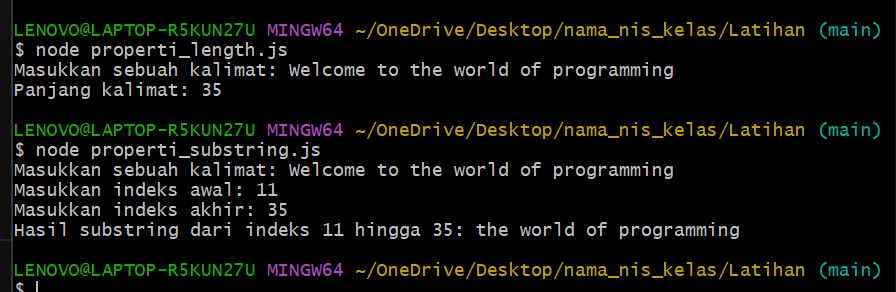 LENOVO@LAPTOP-R5KUN27U MINGW64 ~/OneDrive/Desktop/nama_nis_kelas/Latihan (main)
$ node properti_length.js
Masukkan sebuah kalimat: Welcome to the world of programming
Panjang kalimat: 35
LENOVO@LAPTOP-R5KUN27U MINGW64 ~/OneDrive/Desktop/nama_nis_kelas/Latihan (main)
$ node properti_substring.js
Masukkan sebuah kalimat: Welcome to the world of programming
Masukkan indeks awal: 11
Masukkan indeks akhir: 35
Hasil substring dari indeks 11 hingga 35: the world of programming
LENOVO@LAPTOP-R5KUN27U MINGW64 ~/OneDrive/Desktop/nama_nis_kelas/Latihan (main)
$